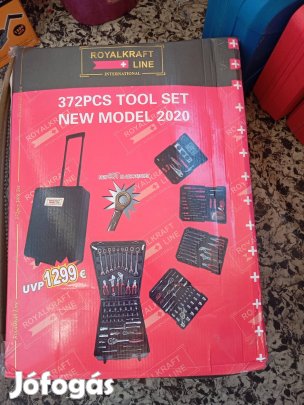 ROYALKRAFT
LINE
INTERNATIONAL
372PCS TOOL SET
NEW MODEL 2020
UVP 1299 €
ROYALKRAFT
LINE
Jófogás